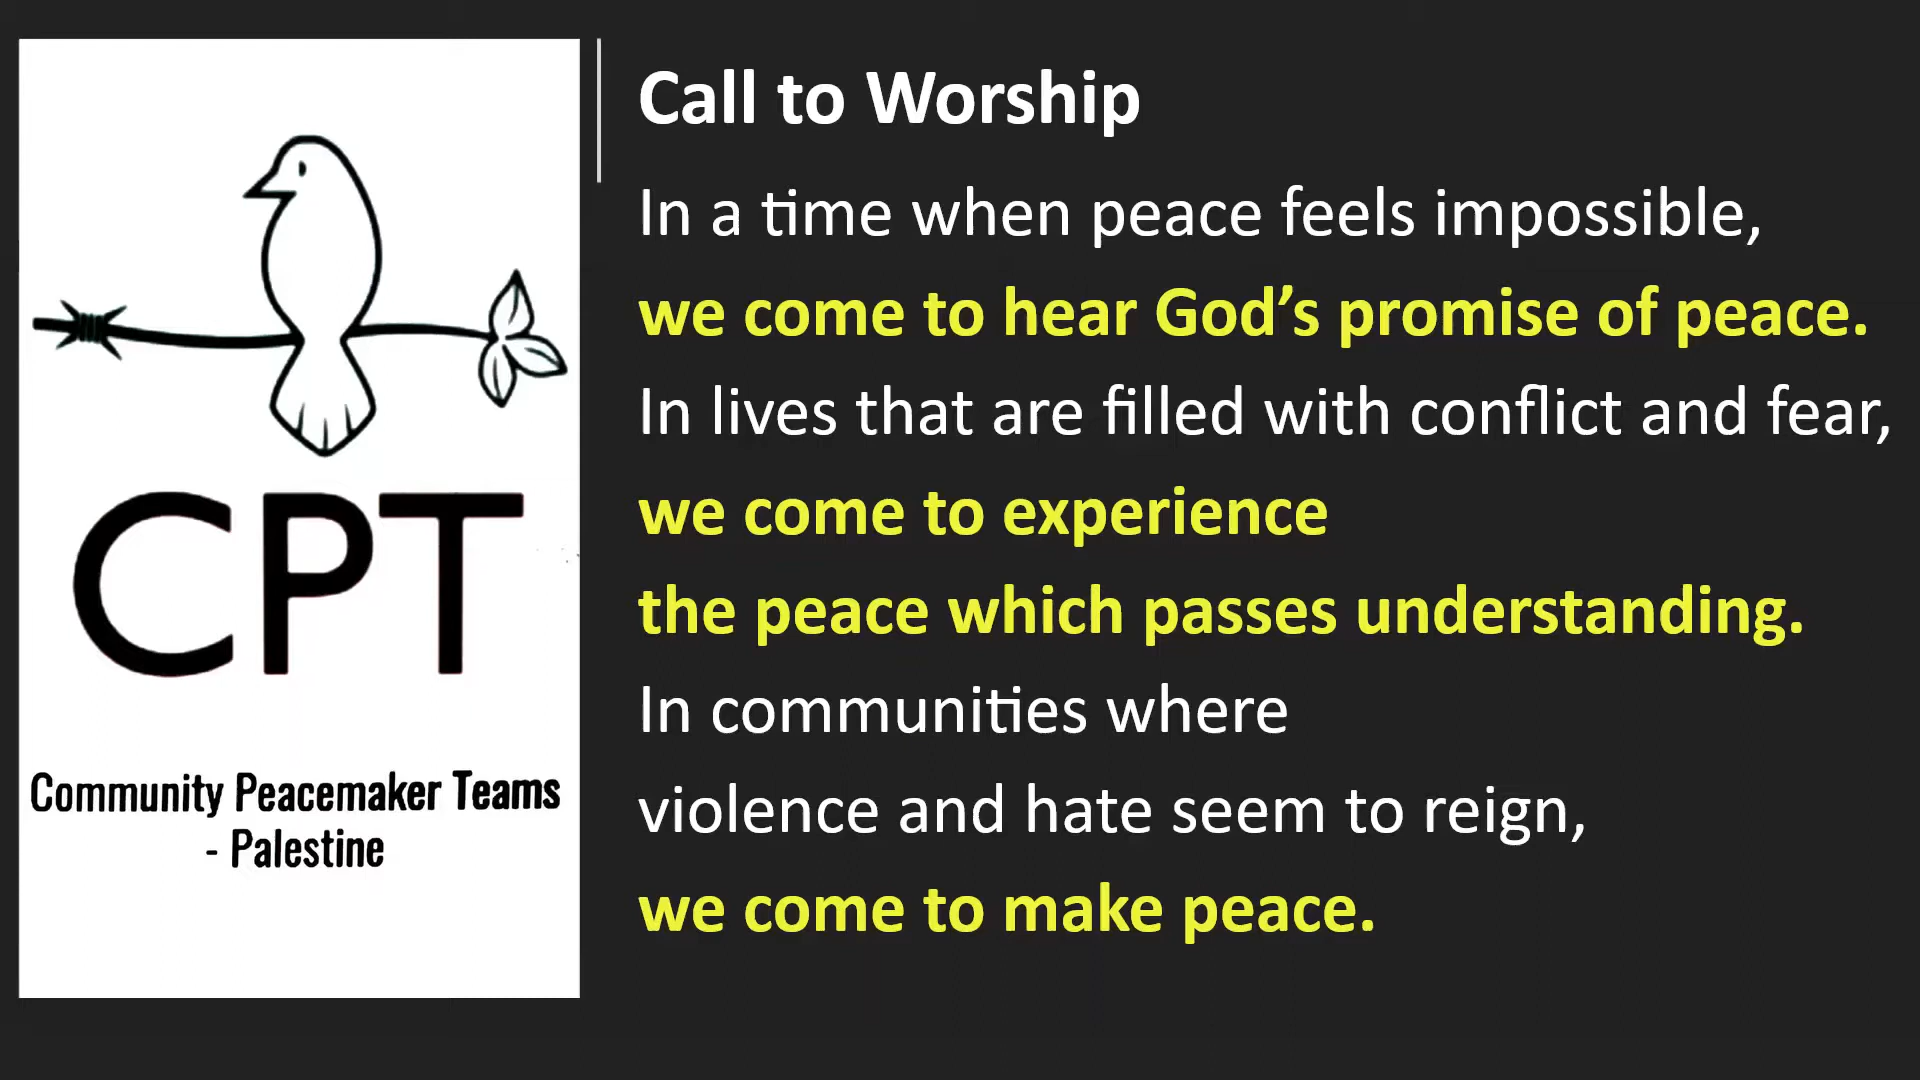 CPT
Community Peacemaker Teams
- Palestine
Call to Worship
In a time when peace feels impossible,
we come to hear God’s promise of peace.
In lives that are filled with conflict and fear,
we come to experience
the peace which passes understanding.
In communities where
violence and hate seem to reign,
we come to make peace.